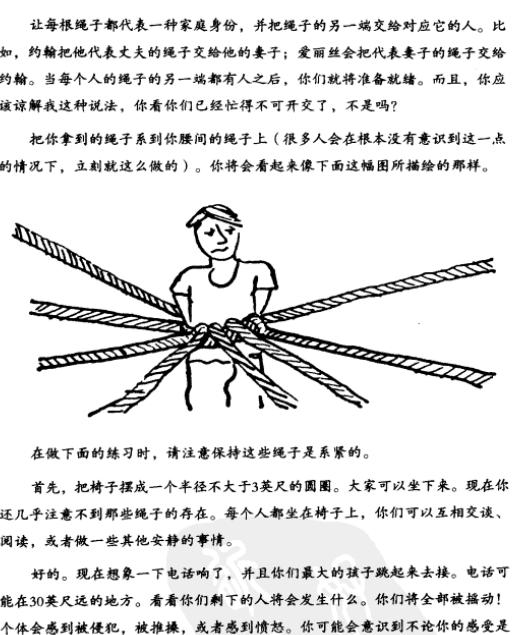 让每根绳子都代表一种家庭身份，并把绳子的另一端交给对应它的人。比
如，约翰把他代表丈夫的绳子交给他的妻子；爱丽丝会把代表妻子的绳子交给
约翰。当每个人的绳子的另一端都有人之后，你们就将准备就绪。而且，你应
该谅解我这种说法，你看你们已经忙得不可开交了，不是吗？
把你拿到的绳子系到你腰间的绳子上（很多人会在根本没有意识到这一点
的情况下，立刻就这么做的）。你将会看起来像下面这幅图所描绘的那样。
在做下面的练习时，请注意保持这些绳子是系紧的。
首先，把椅子摆成一个半径不大于3英尺的圆圈。大家可以坐下来。现在你
还几乎注意不到那些绳子的存在。每个人都坐在椅子上，你们可以互相交谈、
阅读，或者做一些其他安静的事情。
好的。现在想象一下电话响了，并且你们最大的孩子跳起来去接。电话可
能在30英尺远的地方。看看你们剩下的人将会发生什么。你们将全部被摇动！
个体会感到被侵犯，被推搡，或者感到愤怒。你可能会意识到不论你的感受是